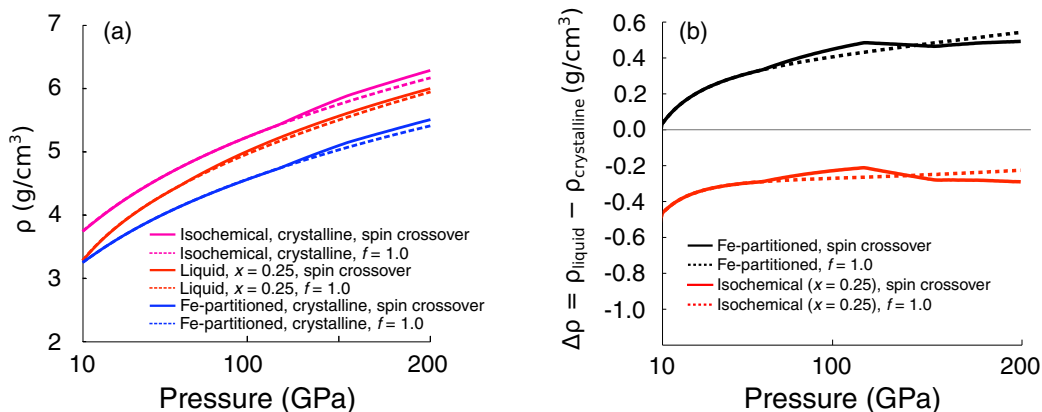 (a)
7
6
5
4
3
2
ρ (g/cm³)
Isochemical, crystalline, spin crossover
Isochemical, crystalline, f = 1.0
Liquid, x = 0.25, spin crossover
Liquid, x = 0.25, f = 1.0
Fe-partitioned, crystalline, spin crossover
Fe-partitioned, crystalline, f = 1.0
10 100 200
Pressure (GPa)
(b)
0.6
0.4
0.2
0.0
-0.2
-0.4
-0.6
-0.8
-1.0
Δρ = ρliquid − ρcrystalline (g/cm³)
Fe-partitioned, spin crossover
Fe-partitioned, f = 1.0
Isochemical (x = 0.25), spin crossover
Isochemical (x = 0.25), f = 1.0
10 100 200
Pressure (GPa)